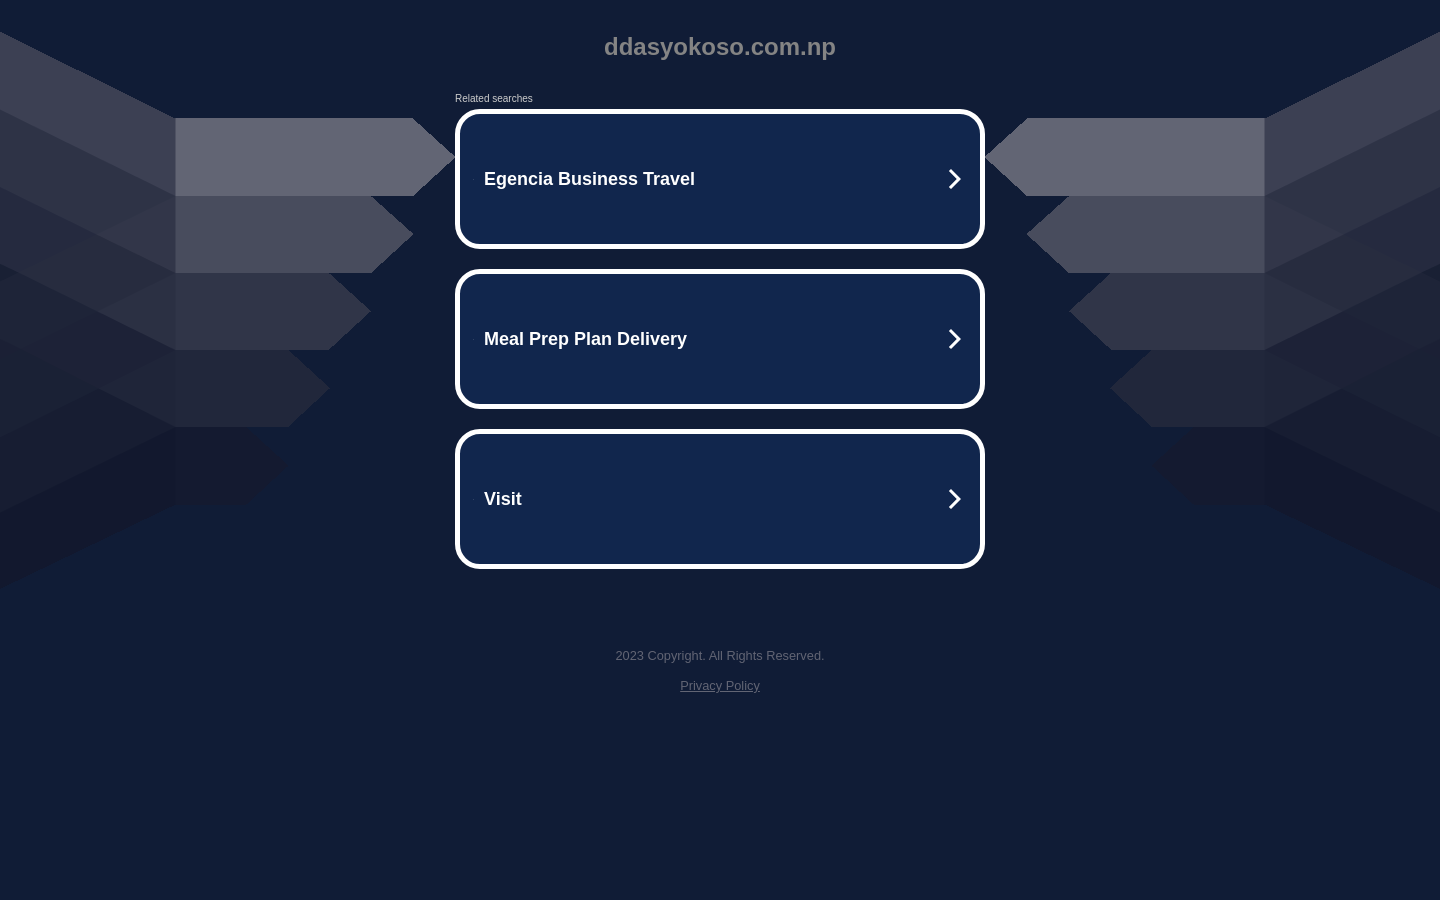 ddasyokoso.com.np
Related searches
Egencia Business Travel
Meal Prep Plan Delivery
Visit
2023 Copyright. All Rights Reserved.
Privacy Policy